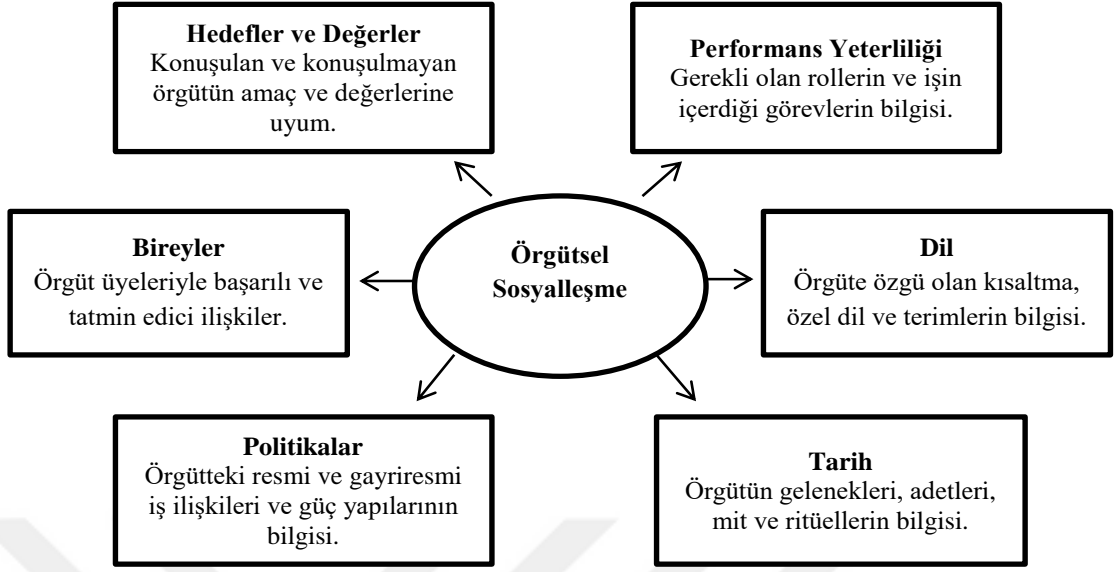 Hedefler ve Değerler
Konuşulan ve konuşulmayan
örgütün amaç ve değerlerine
uyum.
Performans Yeterliliği
Gerekli olan rollerin ve işin
içerdiği görevlerin bilgisi.
Bireyler
Örgüt üyeleriyle başarılı ve
tatmin edici ilişkiler.
Örgütsel
Sosyalleşme
Dil
Örgüte özgü olan kısaltma,
özel dil ve terimlerin bilgisi.
Politikalar
Örgütteki resmi ve gayriresmi
iş ilişkileri ve güç yapılarının
bilgisi.
Tarih
Örgütün gelenekleri, adetleri,
mit ve ritüellerin bilgisi.